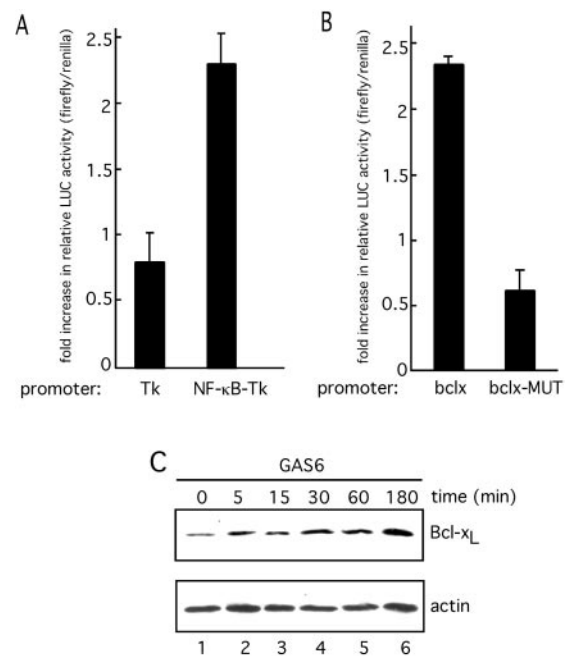 A
fold increase in relative LUC activity (firefly/renilla)
2.5
2
1.5
1
0.5
0
promoter: Tk NF-κB-Tk
B
fold increase in relative LUC activity (firefly/renilla)
2.5
2
1.5
1
0.5
0
promoter: bclx bclx-MUT
C
GAS6
0 5 15 30 60 180 time (min)
Bcl-xL
actin
1 2 3 4 5 6